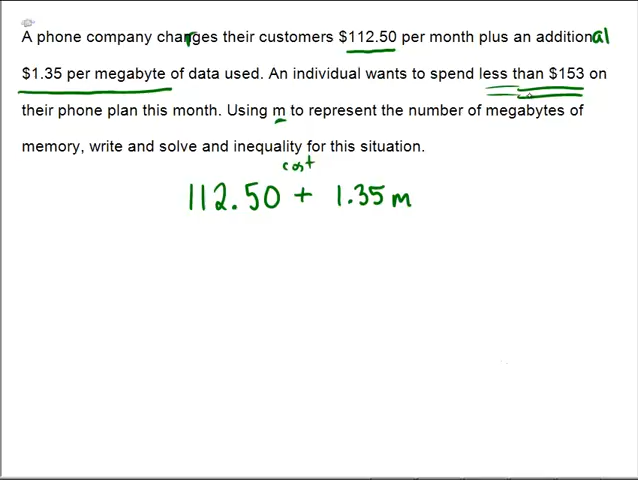 A phone company charges their customers $112.50 per month plus an additional
$1.35 per megabyte of data used. An individual wants to spend less than $153 on
their phone plan this month. Using m to represent the number of megabytes of
memory, write and solve and inequality for this situation.
cost
112.50 + 1.35 m